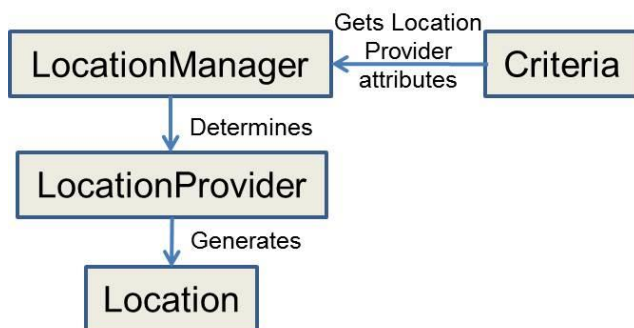 Gets Location
Provider
attributes
LocationManager
Criteria
Determines
LocationProvider
Generates
Location